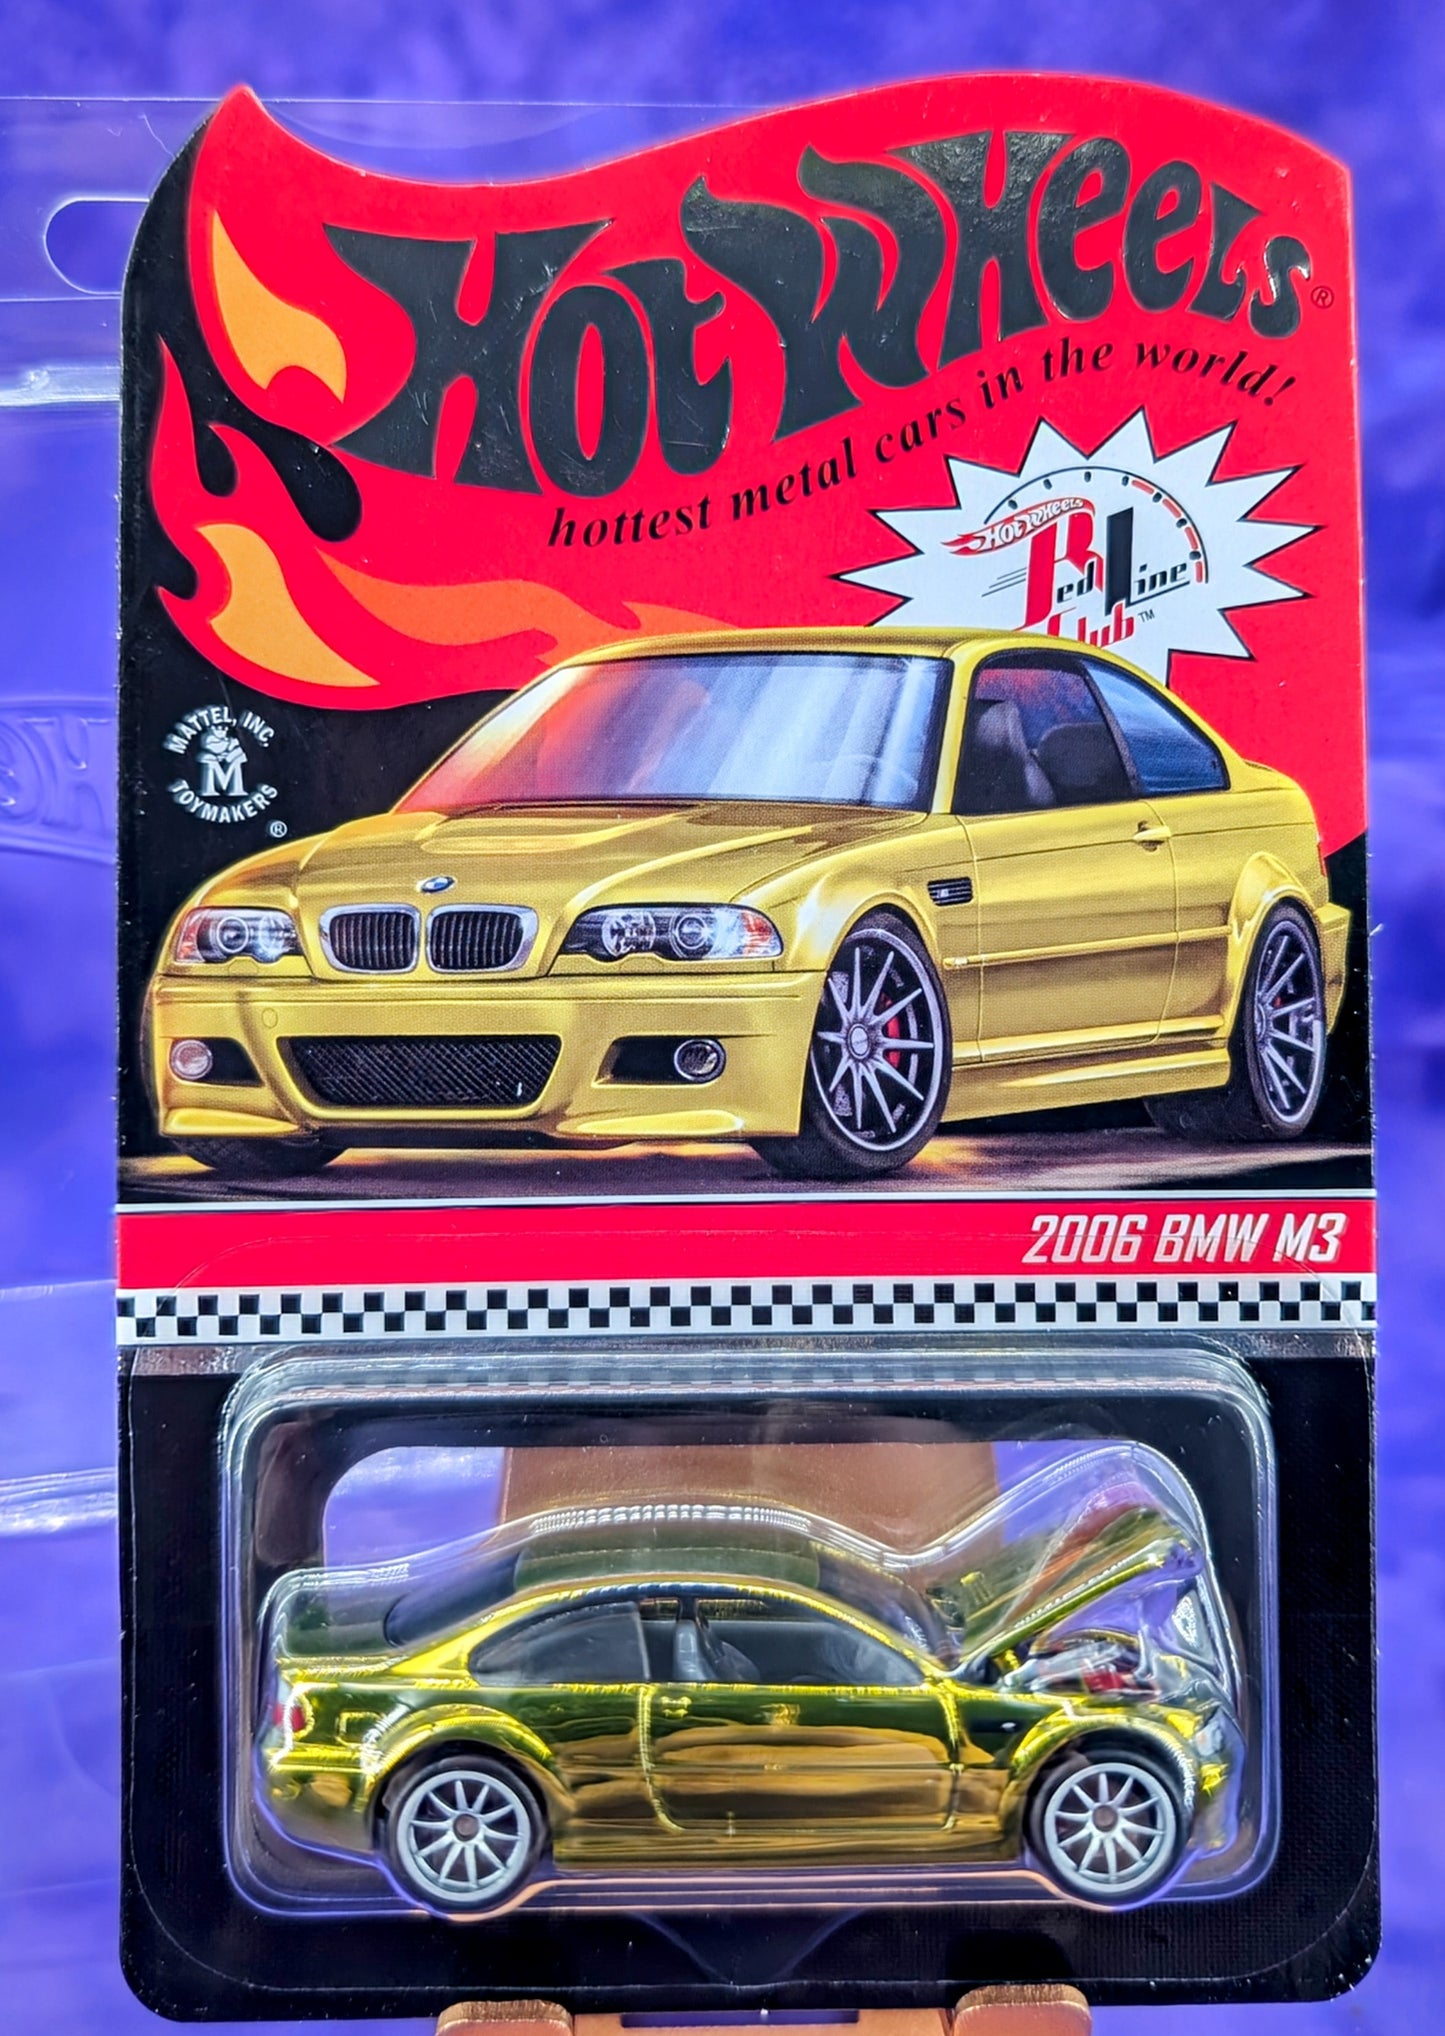 Hot Wheels®
hottest metal cars in the world!
Hot Wheels
Red Line
Club™
MATTEL, INC.
M
TOYMAKERS
®
2006 BMW M3